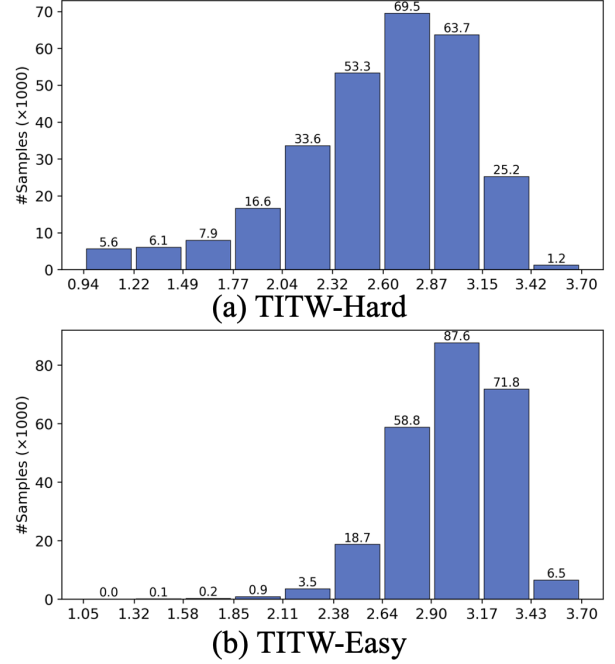 70
60
50
40
30
20
10
0
#Samples (×1000)
5.6 6.1 7.9 16.6 33.6 53.3 69.5 63.7 25.2 1.2
0.94 1.22 1.49 1.77 2.04 2.32 2.60 2.87 3.15 3.42 3.70
(a) TITW-Hard
80
60
40
20
0
#Samples (×1000)
0.0 0.1 0.2 0.9 3.5 18.7 58.8 87.6 71.8 6.5
1.05 1.32 1.58 1.85 2.11 2.38 2.64 2.90 3.17 3.43 3.70
(b) TITW-Easy